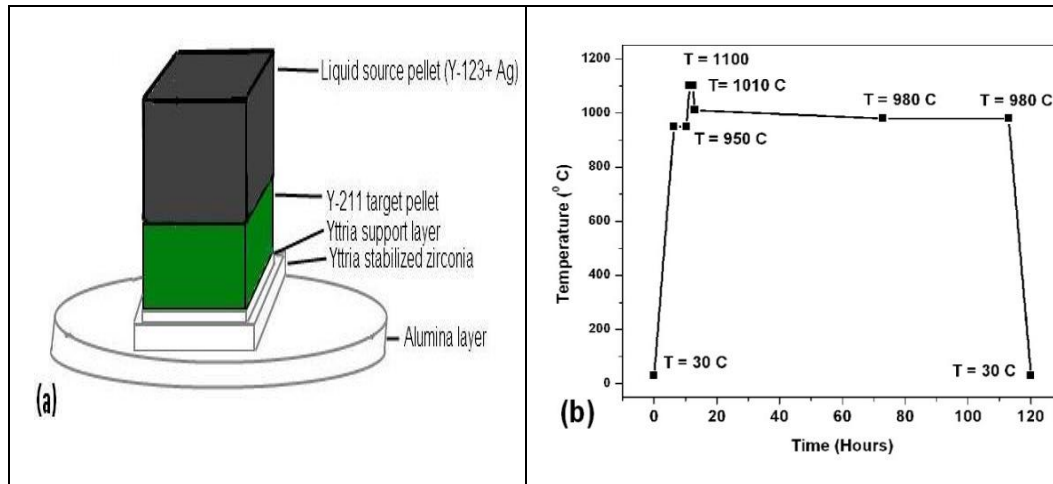 Liquid source pellet (Y-123+ Ag)
Y-211 target pellet
Yttria support layer
Yttria stabilized zirconia
Alumina layer
(a)
T = 1100
T= 1010 C
T = 980 C
T = 980 C
T = 950 C
T = 30 C
T = 30 C
1200
1000
800
600
400
200
0
Temperature (⁰ C)
0
20
40
60
80
100
120
Time (Hours)
(b)